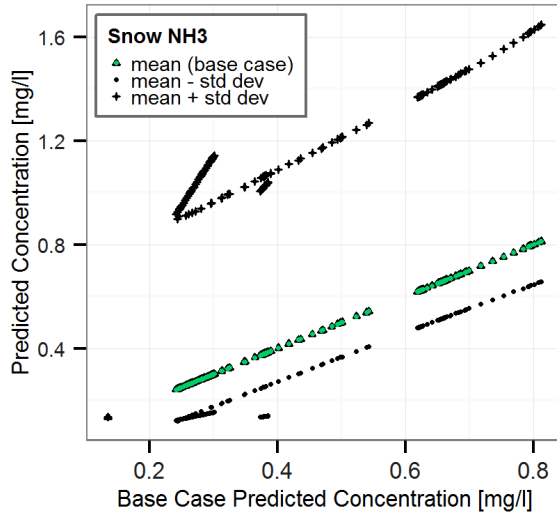 Snow NH3
mean (base case)
mean - std dev
mean + std dev
Predicted Concentration [mg/l]
1.6
1.2
0.8
0.4
0.2
0.4
0.6
0.8
Base Case Predicted Concentration [mg/l]